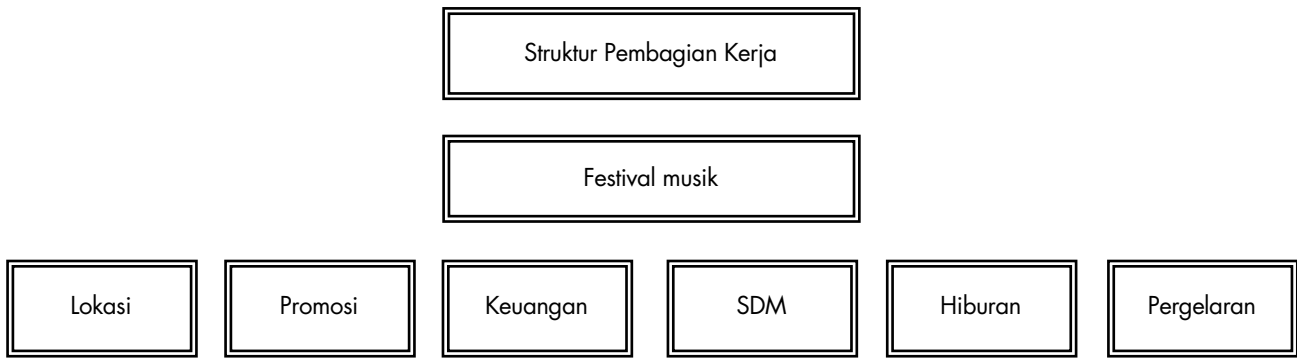 Struktur Pembagian Kerja
Festival musik
Lokasi
Promosi
Keuangan
SDM
Hiburan
Pergelaran